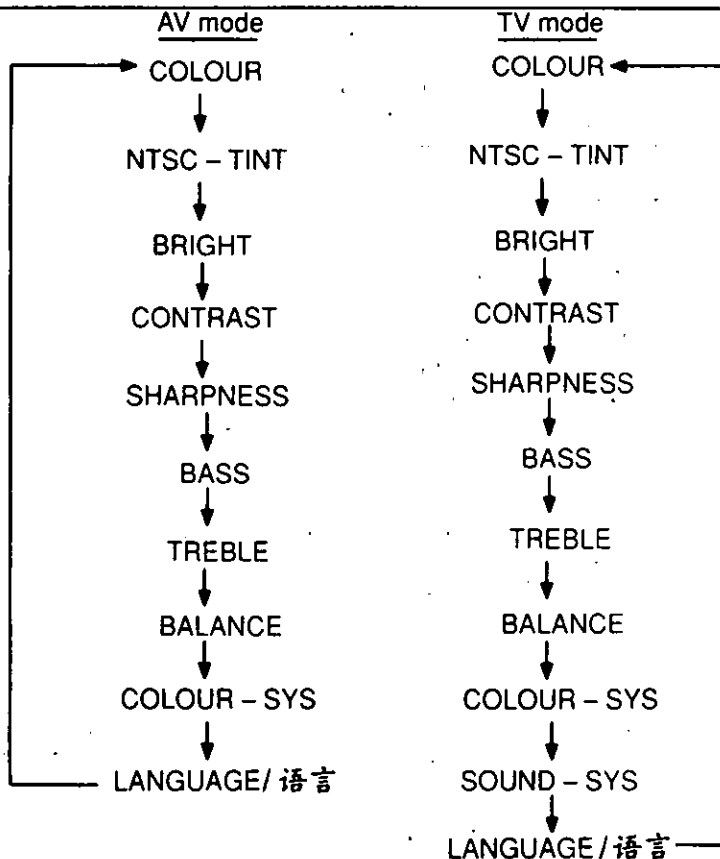 AV mode
COLOUR
NTSC – TINT
BRIGHT
CONTRAST
SHARPNESS
BASS
TREBLE
BALANCE
COLOUR – SYS
LANGUAGE/ 语言
TV mode
COLOUR
NTSC – TINT
BRIGHT
CONTRAST
SHARPNESS
BASS
TREBLE
BALANCE
COLOUR – SYS
SOUND – SYS
LANGUAGE / 语言